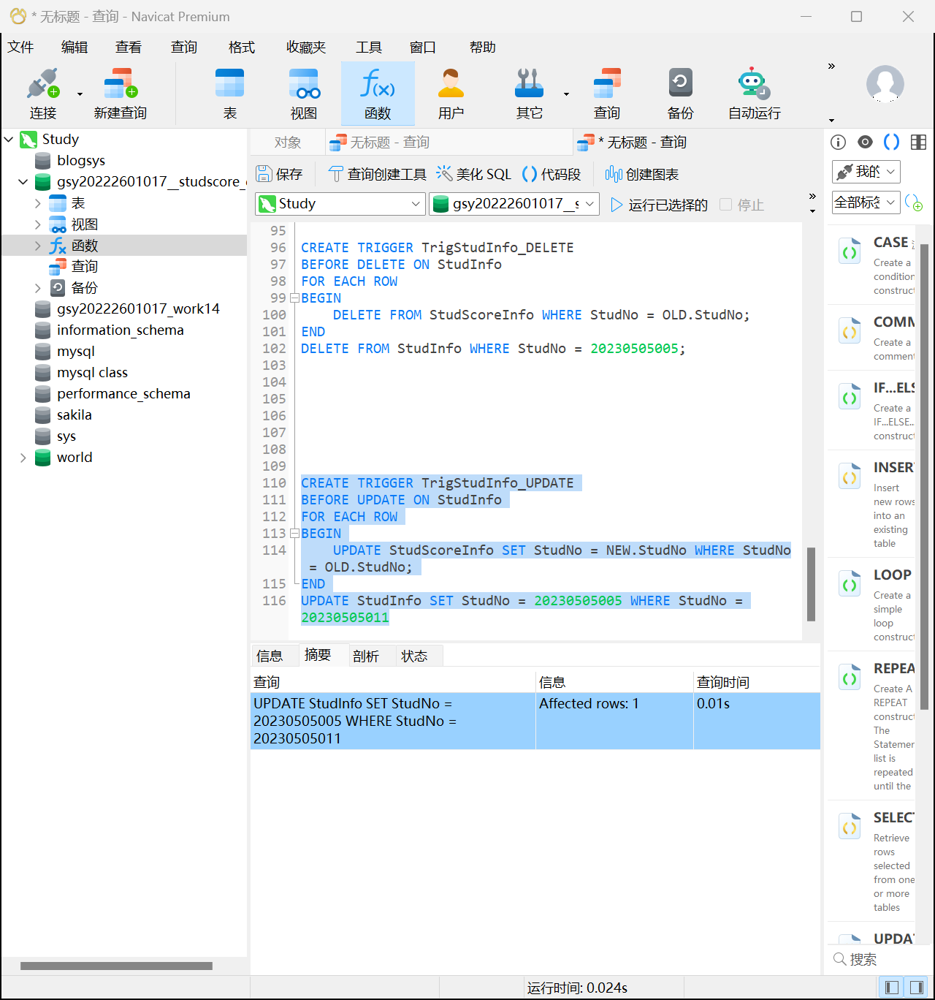 * 无标题 - 查询 - Navicat Premium
文件 编辑 查看 查询 格式 收藏夹 工具 窗口 帮助
连接 新建查询 表 视图 函数 用户 其它 查询 备份 自动运行
Study
blogsys
gsy20222601017__studscore_
表
视图
函数
查询
备份
gsy20222601017_work14
information_schema
mysql
mysql class
performance_schema
sakila
sys
world
对象 无标题 - 查询 * 无标题 - 查询
保存 查询创建工具 美化 SQL 代码段 创建图表
Study gsy20222601017__s 运行已选择的 停止
95
96 CREATE TRIGGER TrigStudInfo_DELETE
97 BEFORE DELETE ON StudInfo
98 FOR EACH ROW
99 BEGIN
100 DELETE FROM StudScoreInfo WHERE StudNo = OLD.StudNo;
101 END
102 DELETE FROM StudInfo WHERE StudNo = 20230505005;
103
104
105
106
107
108
109
110 CREATE TRIGGER TrigStudInfo_UPDATE
111 BEFORE UPDATE ON StudInfo
112 FOR EACH ROW
113 BEGIN
114 UPDATE StudScoreInfo SET StudNo = NEW.StudNo WHERE StudNo
= OLD.StudNo;
115 END
116 UPDATE StudInfo SET StudNo = 20230505005 WHERE StudNo =
20230505011
信息 摘要 剖析 状态
查询 信息 查询时间
UPDATE StudInfo SET StudNo = Affected rows: 1 0.01s
20230505005 WHERE StudNo =
20230505011
我的
全部标签
CASE
Create a
condition
construct
COMM
Create a
comment
IF...ELS
Create a
IF...ELSE...
construct
INSERT
Insert
new rows
into an
existing
table
LOOP
Create a
simple
loop
construct
REPEA
Create A
REPEAT
construct.
The
Statement
list is
repeated
until the
SELECT
Retrieve
rows
selected
from one
or more
tables
UPDAT
搜索
运行时间: 0.024s